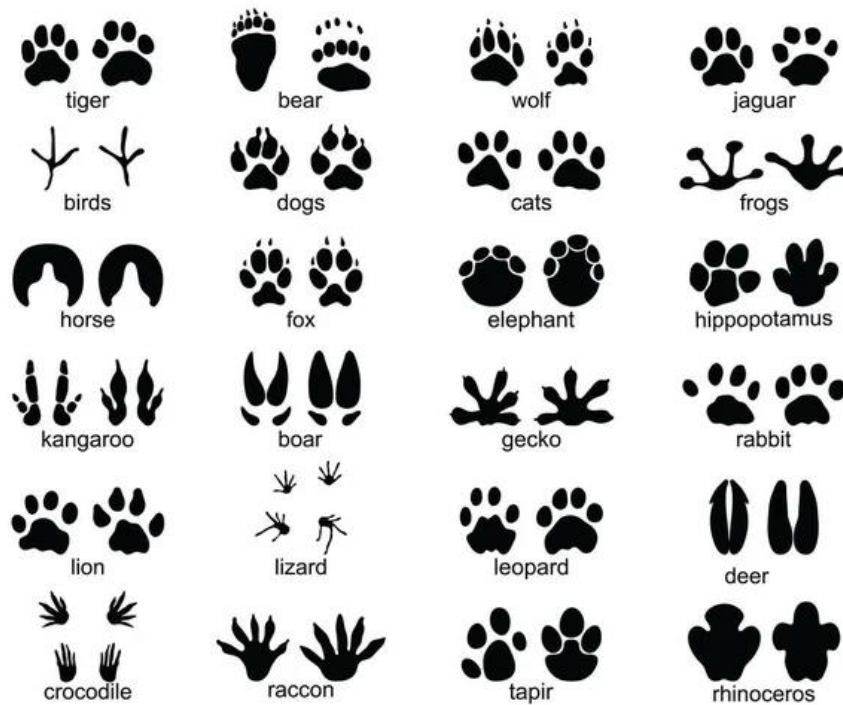 tiger bear wolf jaguar
birds dogs cats frogs
horse fox elephant hippopotamus
kangaroo boar gecko rabbit
lion lizard leopard deer
crocodile raccon tapir rhinoceros